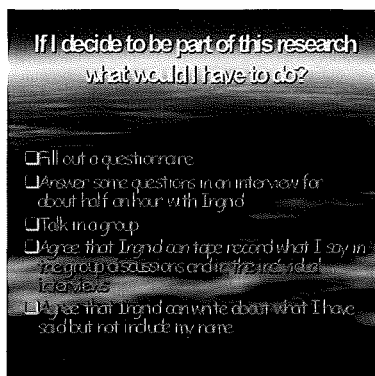 If I decide to be part of this research
what would I have to do?
❑Fill out a questionnaire
❑Answer some questions in an interview for
about half an hour with Ingrid
❑Talk in a group
❑Agree that Ingrid can tape record what I say in
the group discussions and in the individual
interviews
❑Agree that Ingrid can write about what I have
said but not include my name